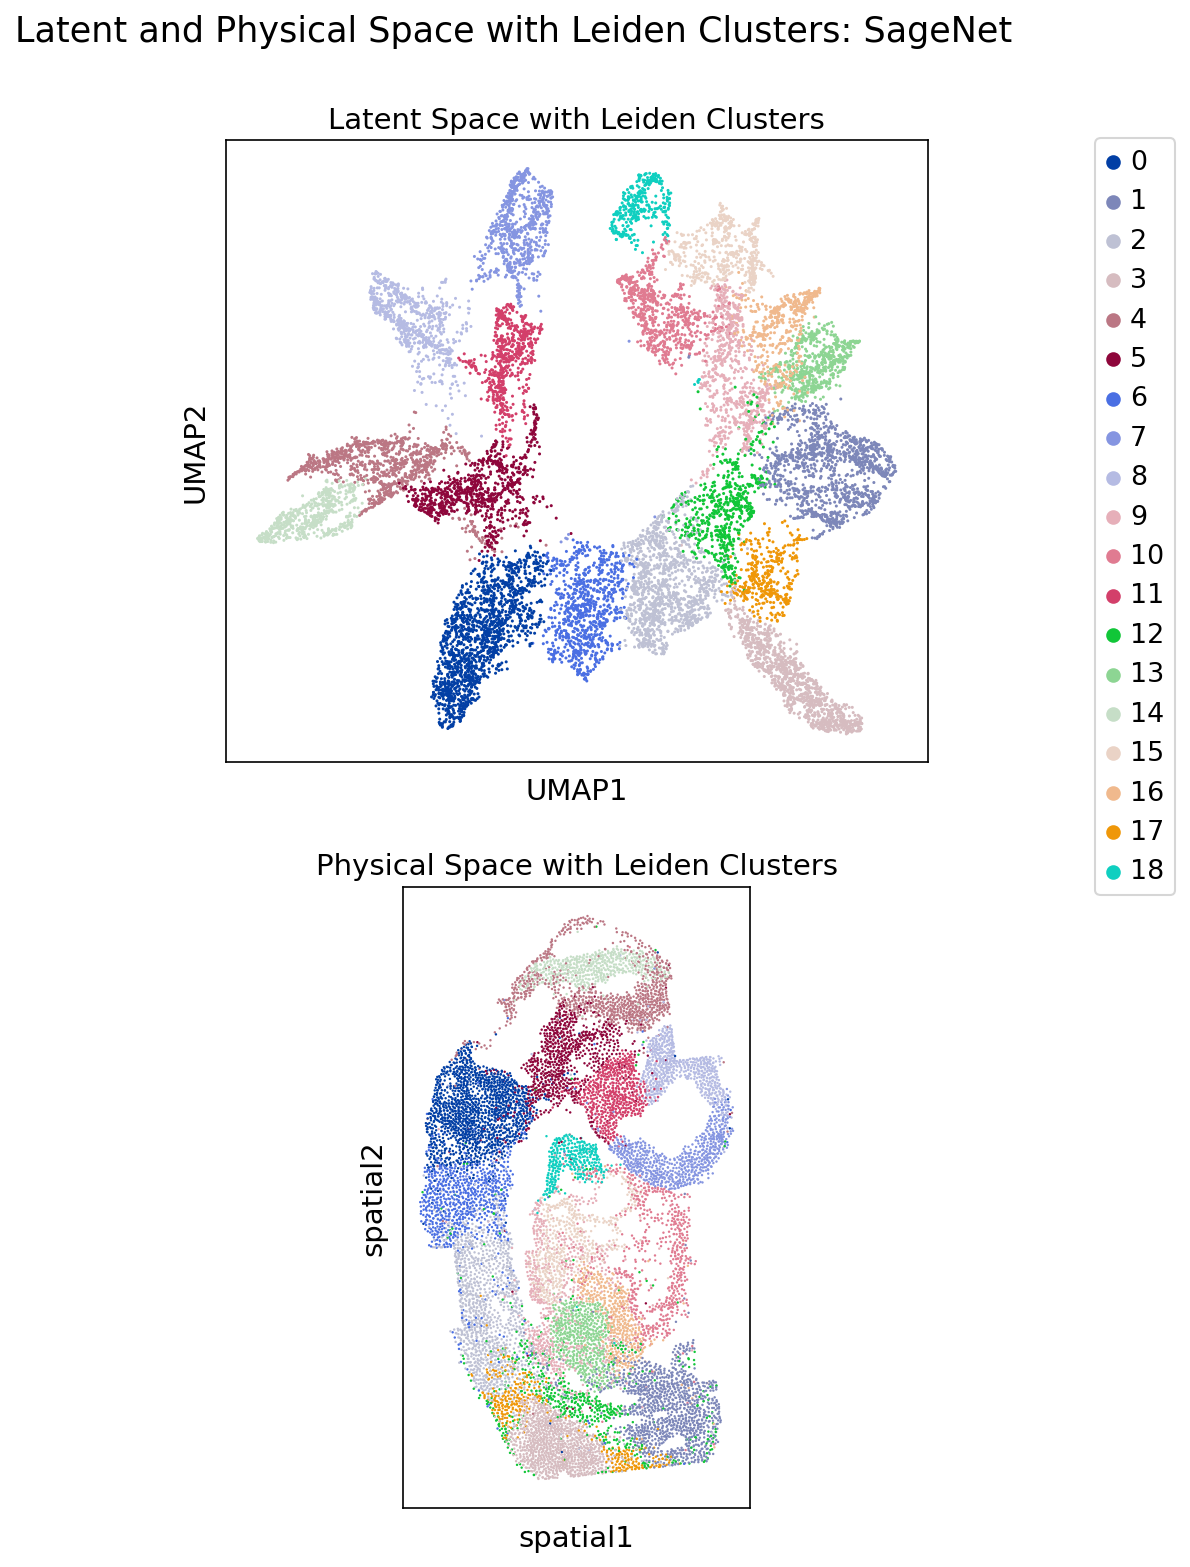 Latent and Physical Space with Leiden Clusters: SageNet
Latent Space with Leiden Clusters
UMAP2
UMAP1
0
1
2
3
4
5
6
7
8
9
10
11
12
13
14
15
16
17
18
Physical Space with Leiden Clusters
spatial2
spatial1